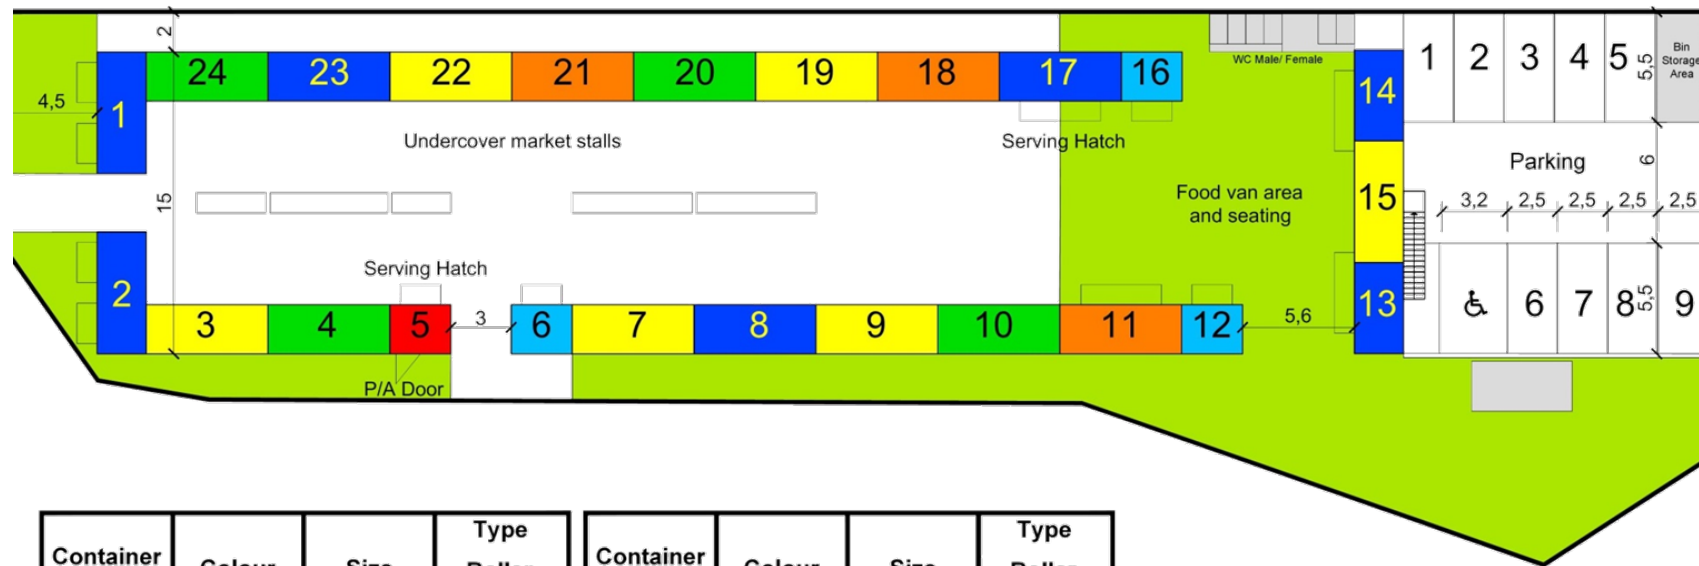 2
24 23 22 21 20 19 18 17 16
WC Male/ Female
1 2 3 4 5
5,5
Bin
Storage
Area
4,5
1
14
Undercover market stalls
Serving Hatch
Parking
6
15
Food van area
and seating
15
3,2 2,5 2,5 2,5 2,5
Serving Hatch
2
3 4 5 3 6 7 8 9 10 11 12 5,6 13
6 7 8 5,5 9
P/A Door
Type
Type
Container
Container